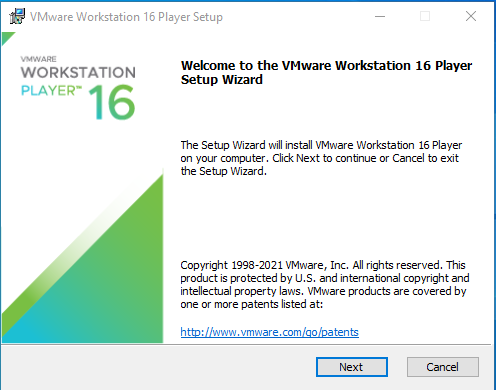 VMware Workstation 16 Player Setup
VMWARE
WORKSTATION
PLAYER™ 16
Welcome to the VMware Workstation 16 Player
Setup Wizard
The Setup Wizard will install VMware Workstation 16 Player
on your computer. Click Next to continue or Cancel to exit
the Setup Wizard.
Copyright 1998-2021 VMware, Inc. All rights reserved. This
product is protected by U.S. and international copyright and
intellectual property laws. VMware products are covered by
one or more patents listed at:
http://www.vmware.com/go/patents
Next
Cancel